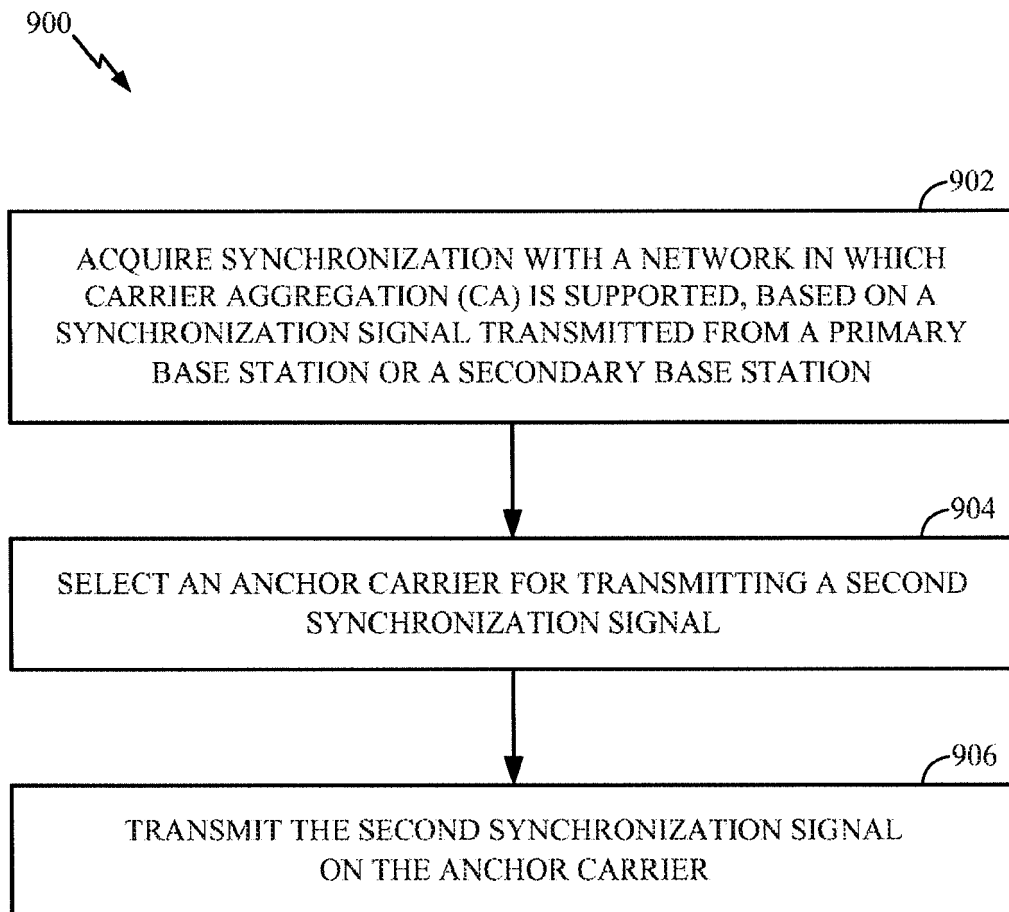 900
902
ACQUIRE SYNCHRONIZATION WITH A NETWORK IN WHICH
CARRIER AGGREGATION (CA) IS SUPPORTED, BASED ON A
SYNCHRONIZATION SIGNAL TRANSMITTED FROM A PRIMARY
BASE STATION OR A SECONDARY BASE STATION
904
SELECT AN ANCHOR CARRIER FOR TRANSMITTING A SECOND
SYNCHRONIZATION SIGNAL
906
TRANSMIT THE SECOND SYNCHRONIZATION SIGNAL
ON THE ANCHOR CARRIER